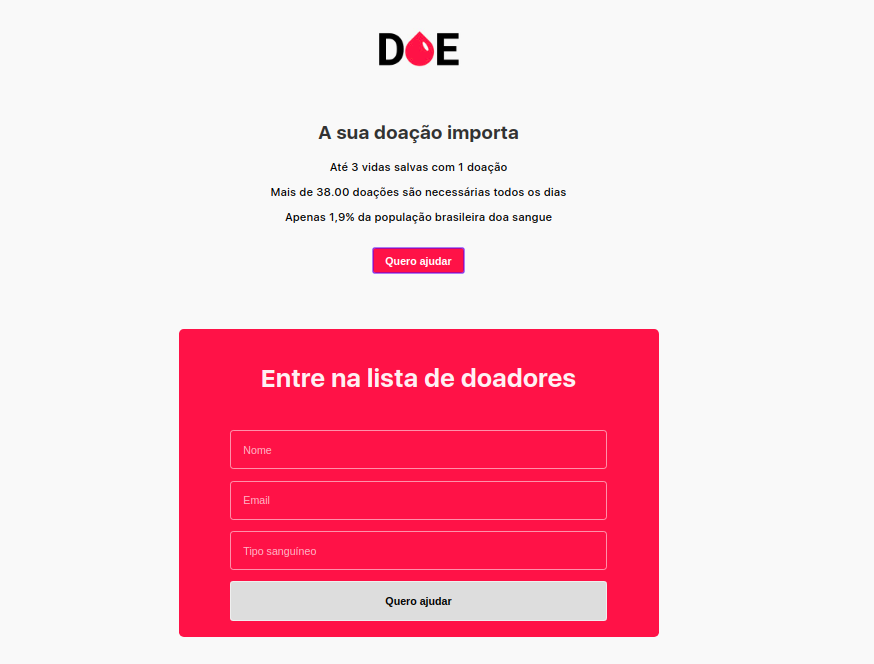 DOE
A sua doação importa
Até 3 vidas salvas com 1 doação
Mais de 38.00 doações são necessárias todos os dias
Apenas 1,9% da população brasileira doa sangue
Quero ajudar
Entre na lista de doadores
Nome
Email
Tipo sanguíneo
Quero ajudar